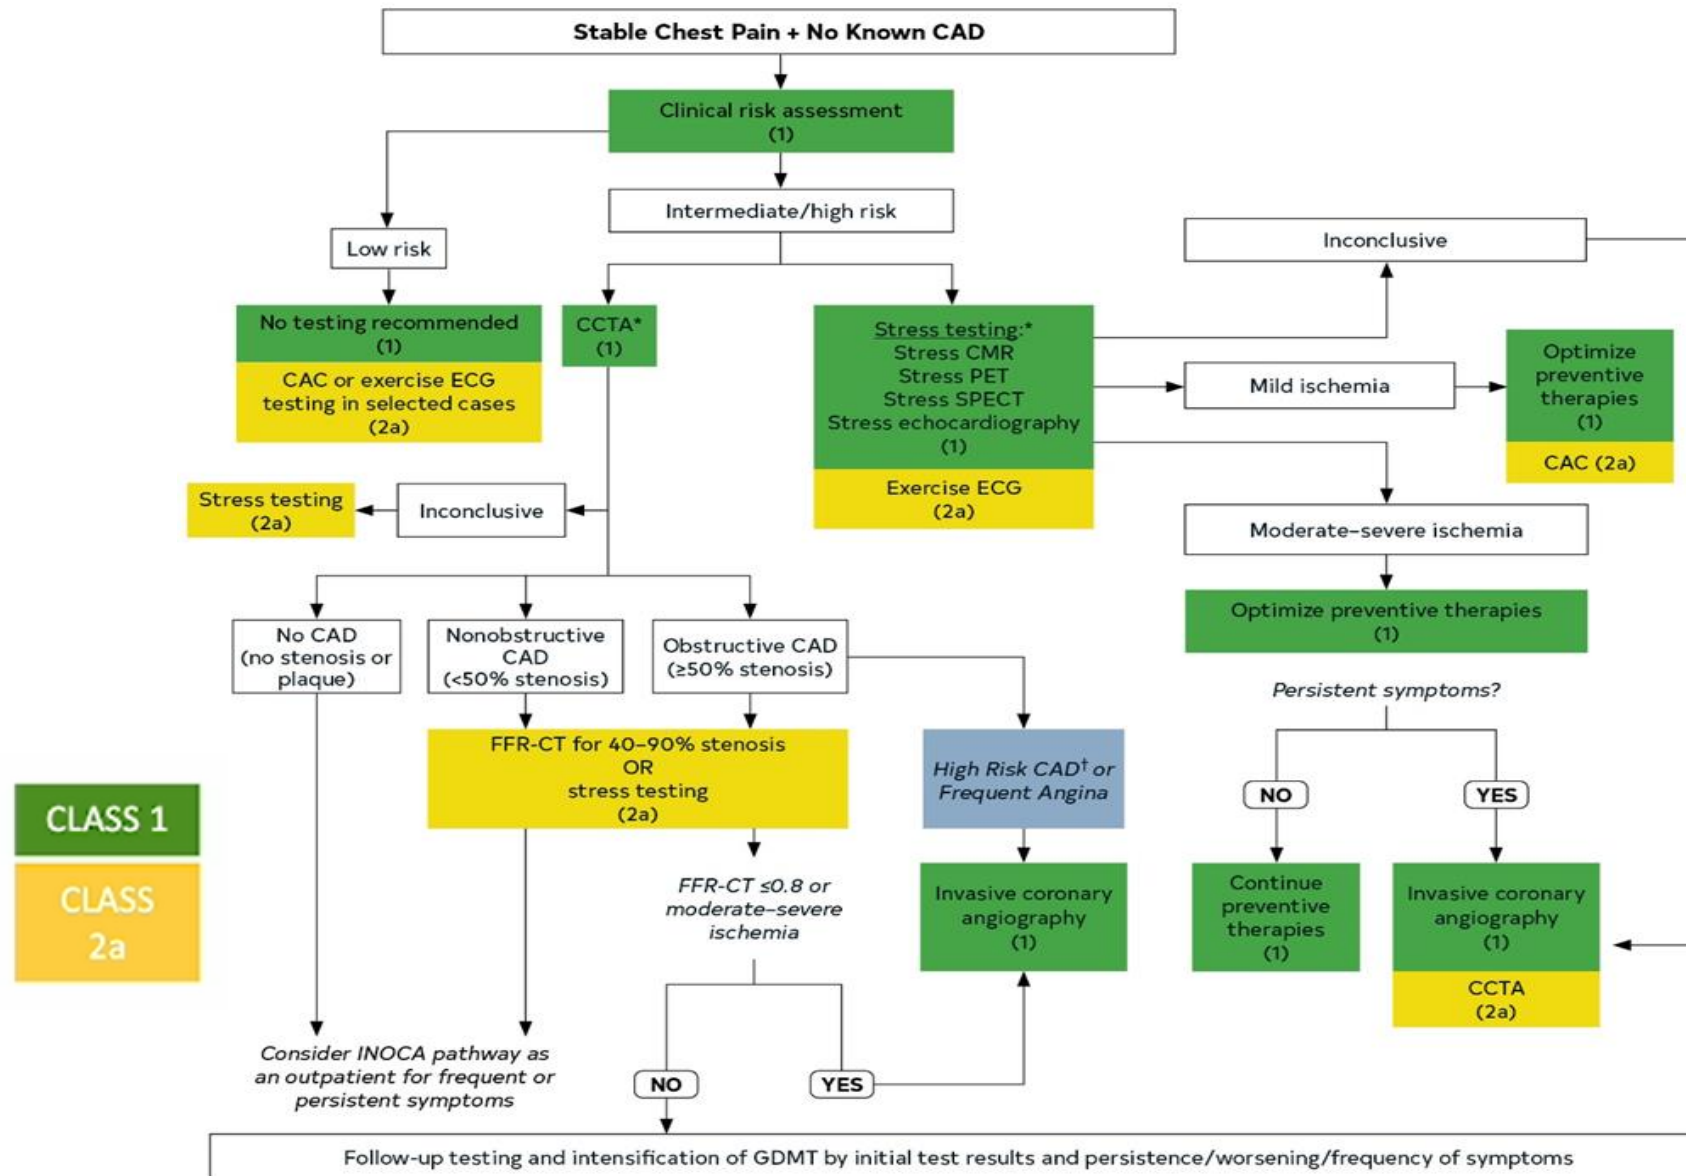 Stable Chest Pain + No Known CAD
Clinical risk assessment
(1)
Intermediate/high risk
Low risk
No testing recommended
(1)
CAC or exercise ECG
testing in selected cases
(2a)
CCTA*
(1)
Stress testing:*
Stress CMR
Stress PET
Stress SPECT
Stress echocardiography
(1)
Exercise ECG
(2a)
Inconclusive
Mild ischemia
Optimize
preventive
therapies
(1)
CAC (2a)
Stress testing
(2a)
Inconclusive
Moderate–severe ischemia
Optimize preventive therapies
(1)
No CAD
(no stenosis or
plaque)
Nonobstructive
CAD
(<50% stenosis)
Obstructive CAD
(≥50% stenosis)
Persistent symptoms?
FFR-CT for 40–90% stenosis
OR
stress testing
(2a)
High Risk CAD† or
Frequent Angina
NO
YES
CLASS 1
CLASS
2a
FFR-CT ≤0.8 or
moderate–severe
ischemia
Invasive coronary
angiography
(1)
Continue
preventive
therapies
(1)
Invasive coronary
angiography
(1)
CCTA
(2a)
Consider INOCA pathway as
an outpatient for frequent or
persistent symptoms
NO
YES
Follow-up testing and intensification of GDMT by initial test results and persistence/worsening/frequency of symptoms